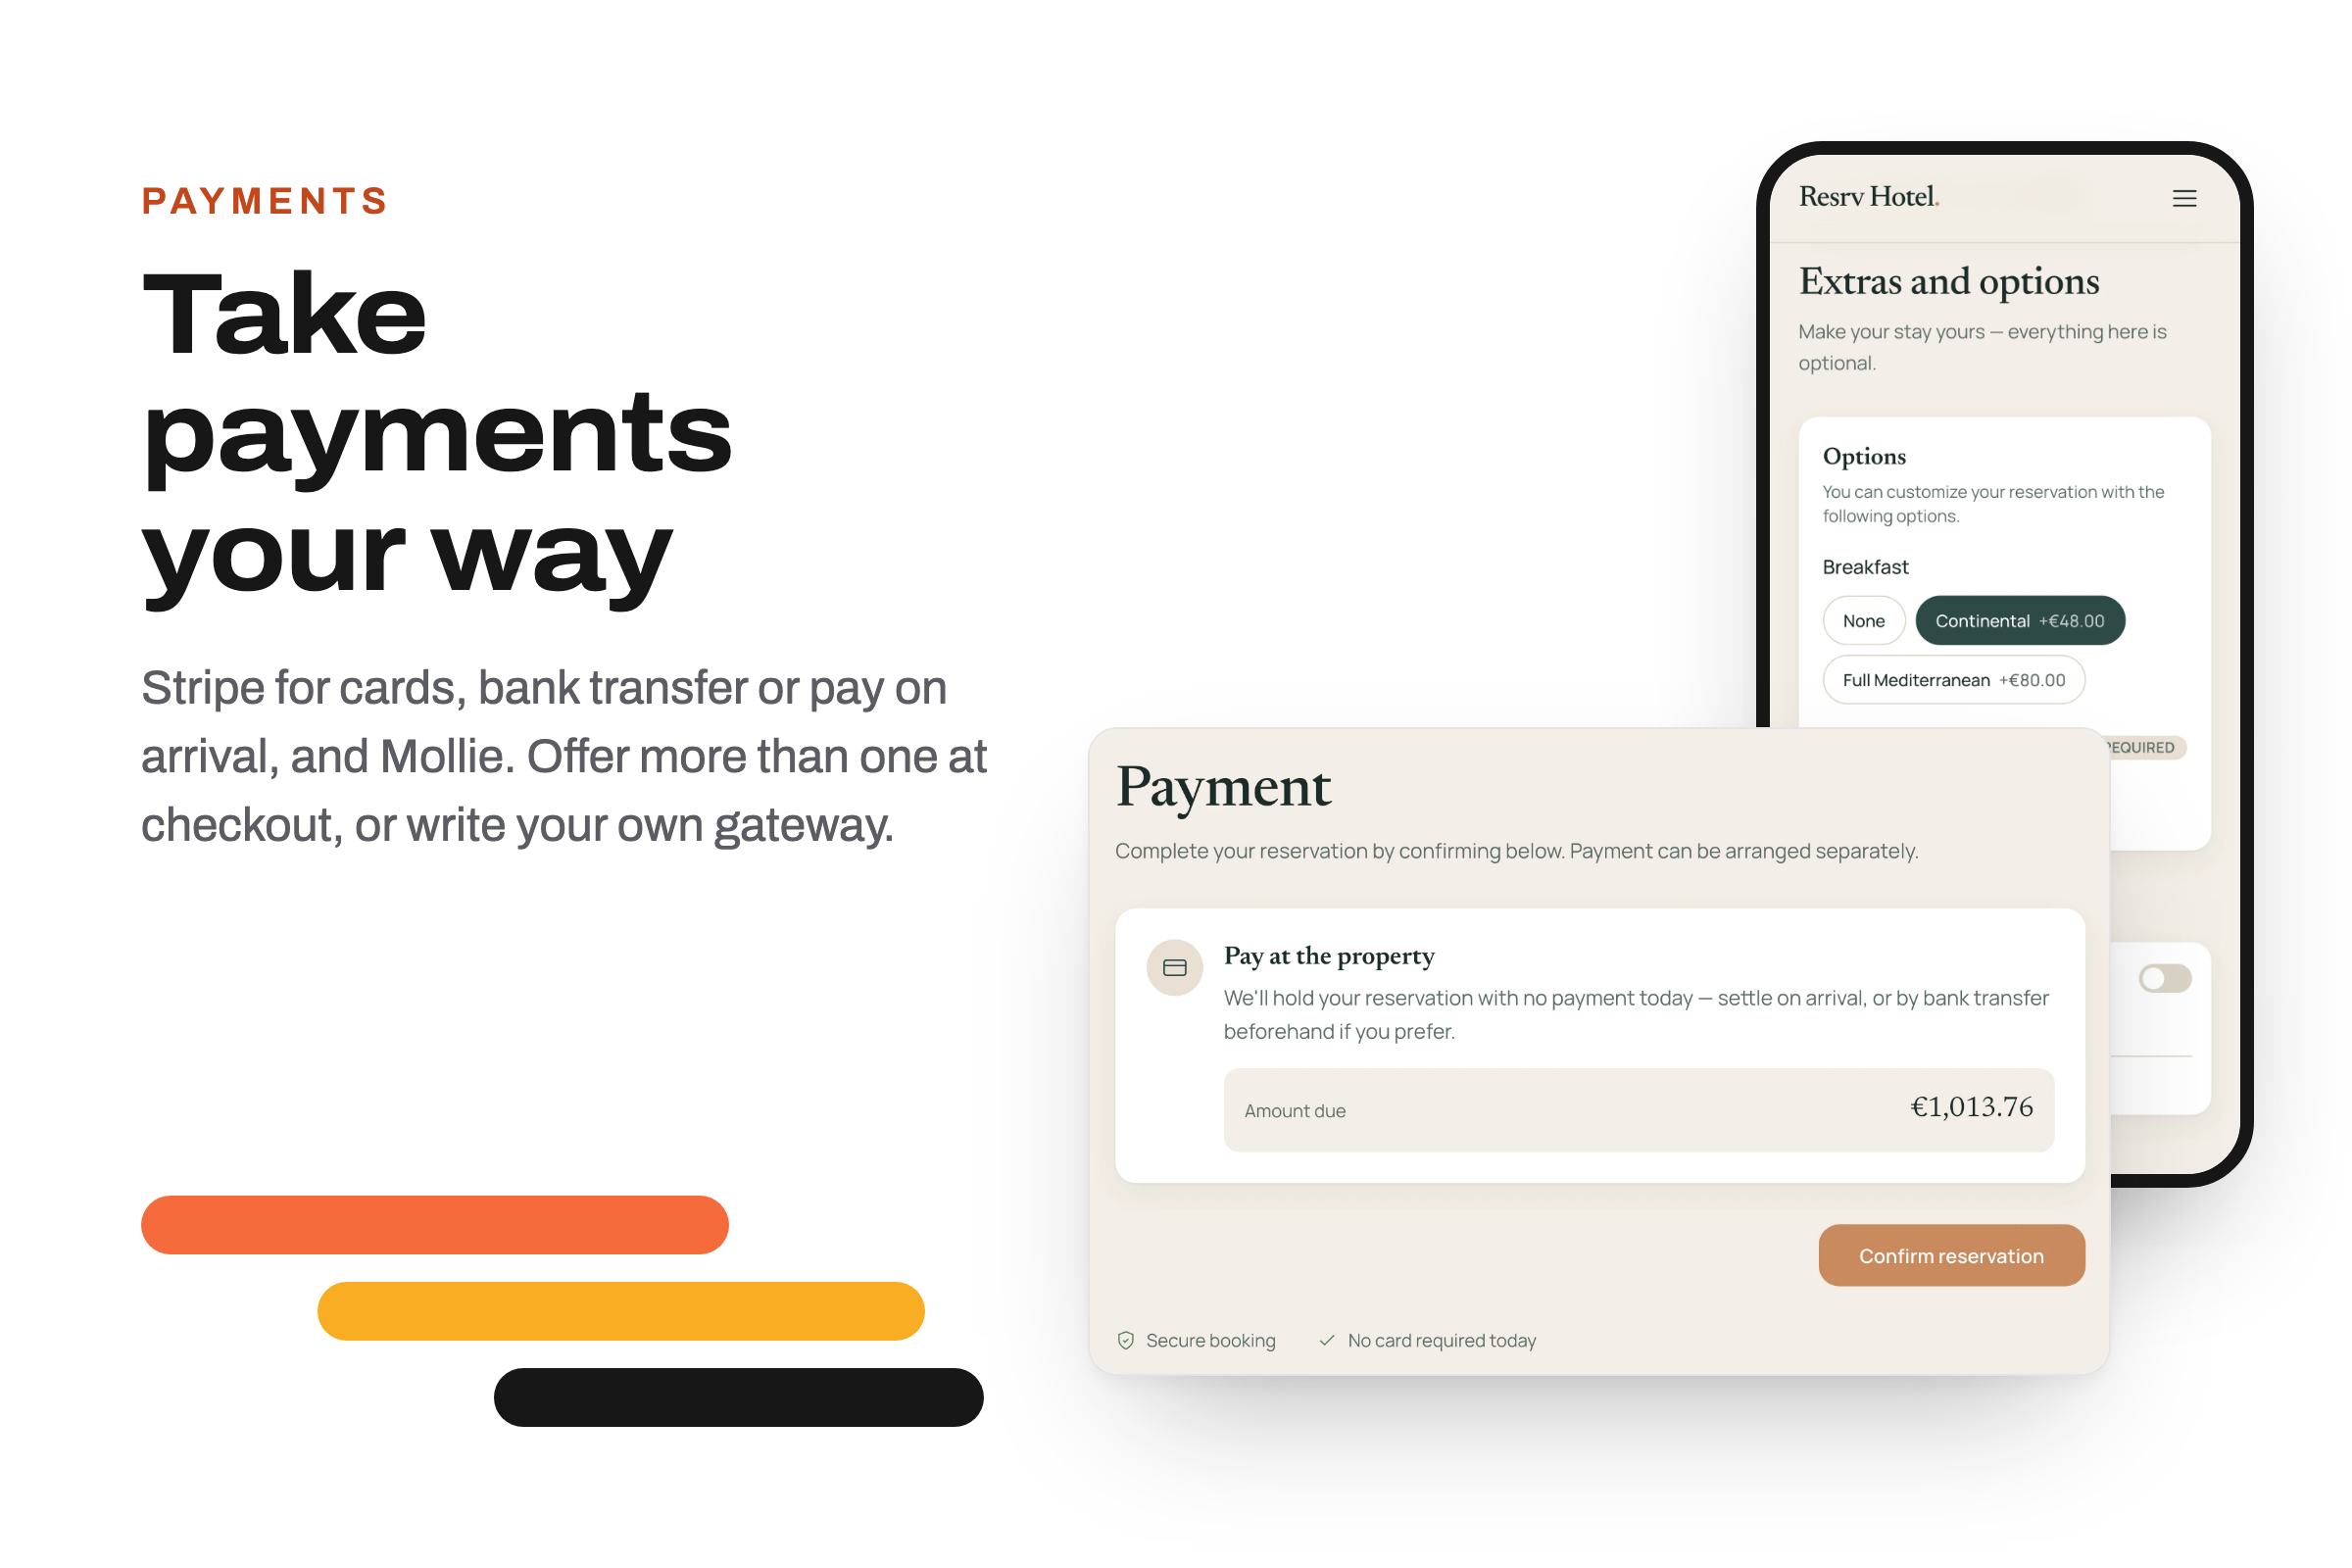 PAYMENTS
Take
payments
your way
Stripe for cards, bank transfer or pay on
arrival, and Mollie. Offer more than one at
checkout, or write your own gateway.
Resrv Hotel.
Extras and options
Make your stay yours — everything here is
optional.
Options
You can customize your reservation with the
following options.
Breakfast
None
Continental +€48.00
Full Mediterranean +€80.00
REQUIRED
Payment
Complete your reservation by confirming below. Payment can be arranged separately.
Pay at the property
We'll hold your reservation with no payment today — settle on arrival, or by bank transfer
beforehand if you prefer.
Amount due €1,013.76
Confirm reservation
Secure booking No card required today